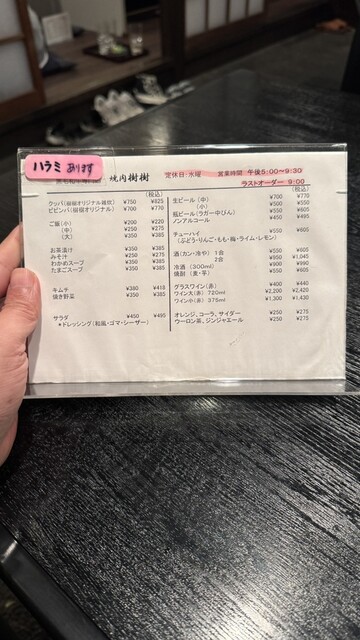 ハラミ あります
焼肉樹樹 定休日:水曜 営業時間 午後5:00~9:30
ラストオーダー 9:00
(税込)
クッパ(樹樹オリジナル雑炊) ¥750 ¥825
ビビンバ(樹樹オリジナル) ¥700 ¥770
ご飯(小) ¥200 ¥220
(中) ¥250 ¥275
(大) ¥350 ¥385
お茶漬け ¥350 ¥385
みそ汁 ¥250 ¥275
わかめスープ ¥350 ¥385
たまごスープ ¥350 ¥385
キムチ ¥380 ¥418
焼き野菜 ¥350 ¥385
サラダ ¥450 ¥495
*ドレッシング(和風・ゴマ・シーザー)
(税込)
生ビール(中) ¥700 ¥770
(小) ¥500 ¥550
瓶ビール(ラガー中びん) ¥550 ¥605
ノンアルコール ¥450 ¥495
チューハイ ¥550 ¥605
(ぶどう・りんご・もも・梅・ライム・レモン)
酒(カン・冷や) 1合 ¥550 ¥605
2合 ¥950 ¥1,045
冷酒(300ml) ¥900 ¥990
焼酎(麦・芋) ¥550 ¥605
グラスワイン(赤) ¥400 ¥440
ワイン大(赤) 720ml ¥2,200 ¥2,420
ワイン小(赤) 375ml ¥1,300 ¥1,430
オレンジ、コーラ、サイダー ¥250 ¥275
ウーロン茶、ジンジャエール ¥250 ¥275